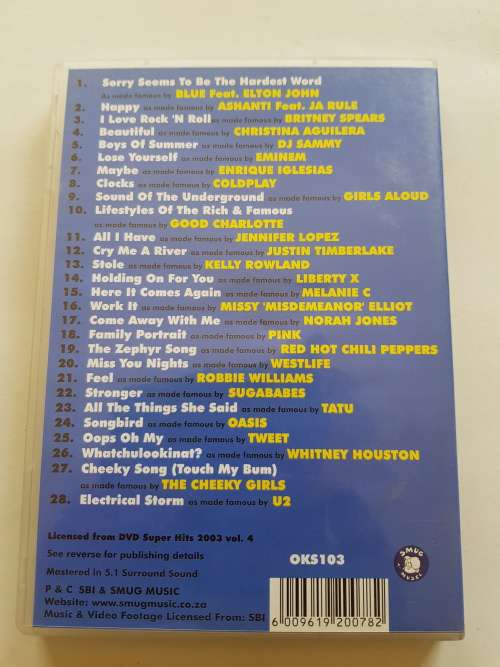 1. Sorry Seems To Be The Hardest Word
As made famous by BLUE Feat. ELTON JOHN
2. Happy as made famous by ASHANTI Feat. JA RULE
3. I Love Rock 'N Roll as made famous by BRITNEY SPEARS
4. Beautiful as made famous by CHRISTINA AGUILERA
5. Boys Of Summer as made famous by DJ SAMMY
6. Lose Yourself as made famous by EMINEM
7. Maybe as made famous by ENRIQUE IGLESIAS
8. Clocks as made famous by COLDPLAY
9. Sound Of The Underground as made famous by GIRLS ALOUD
10. Lifestyles Of The Rich & Famous
as made famous by GOOD CHARLOTTE
11. All I Have as made famous by JENNIFER LOPEZ
12. Cry Me A River as made famous by JUSTIN TIMBERLAKE
13. Stole as made famous by KELLY ROWLAND
14. Holding On For You as made famous by LIBERTY X
15. Here It Comes Again as made famous by MELANIE C
16. Work It as made famous by MISSY 'MISDEMEANOR' ELLIOT
17. Come Away With Me as made famous by NORAH JONES
18. Family Portrait as made famous by PINK
19. The Zephyr Song as made famous by RED HOT CHILI PEPPERS
20. Miss You Nights as made famous by WESTLIFE
21. Feel as made famous by ROBBIE WILLIAMS
22. Stronger as made famous by SUGABABES
23. All The Things She Said as made famous by TATU
24. Songbird as made famous by OASIS
25. Oops Oh My as made famous by TWEET
26. Whatchulookinat? as made famous by WHITNEY HOUSTON
27. Cheeky Song (Touch My Bum)
as made famous by THE CHEEKY GIRLS
28. Electrical Storm as made famous by U2
Licensed from DVD Super Hits 2003 vol. 4
See reverse for publishing details
OKS103
SMUG MUSIC
Mastered in 5.1 Surround Sound
P & C SBI & SMUG MUSIC
Website: www.smugmusic.co.za
Music & Video Footage Licensed From: SBI
6 009619 200782